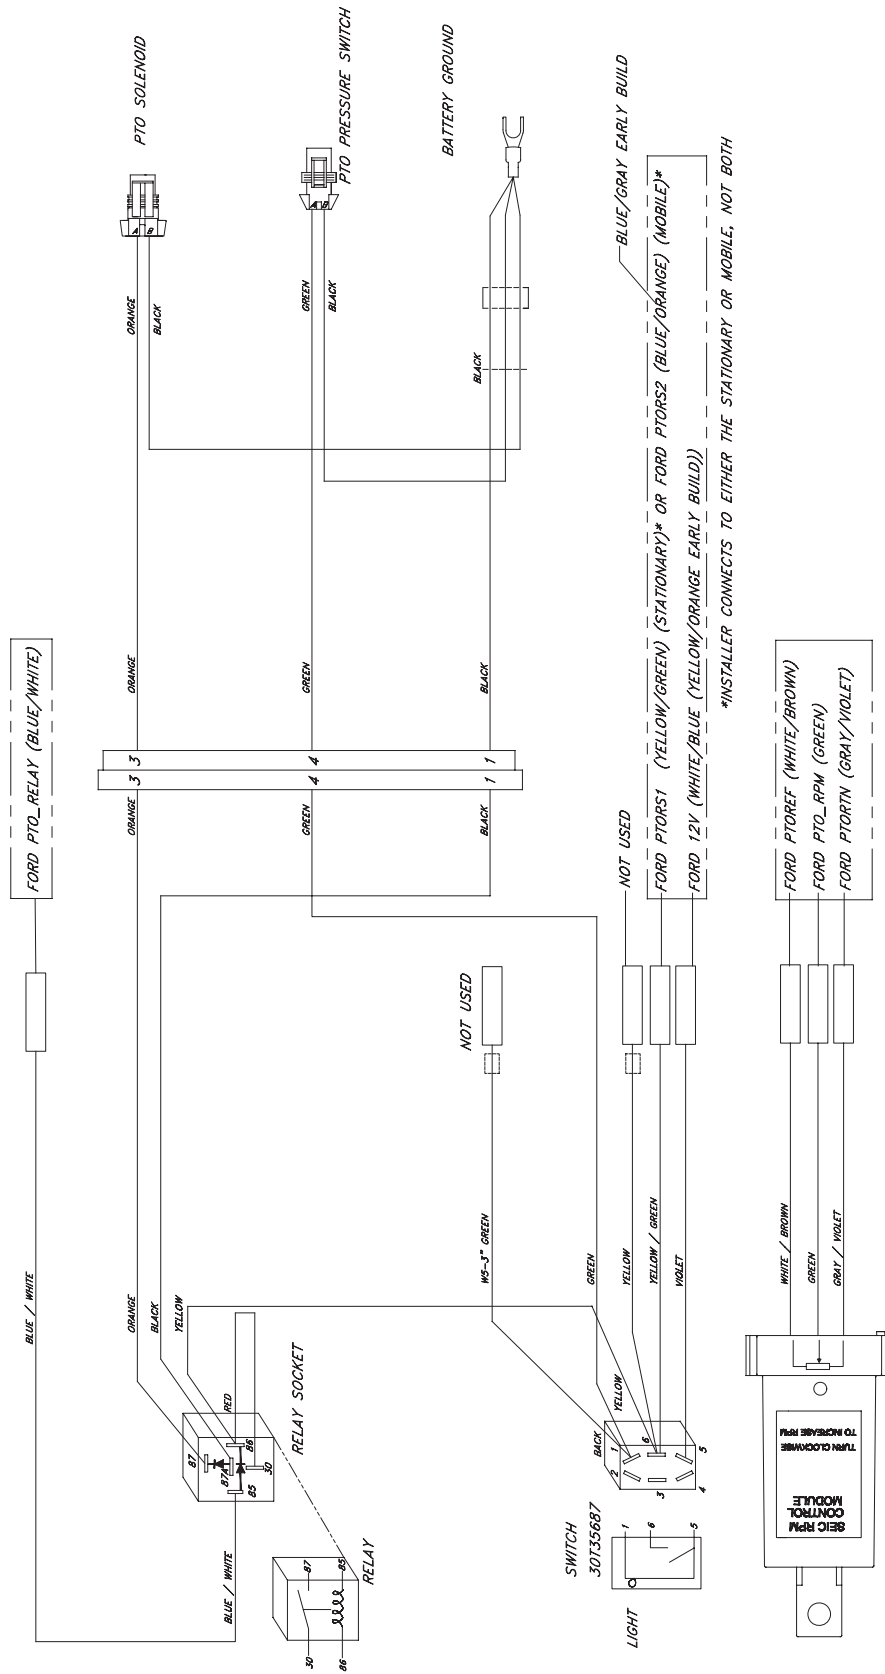 PTO SOLENOID
A
B
ORANGE
BLACK
PTO PRESSURE SWITCH
A
B
GREEN
BLACK
BATTERY GROUND
BLACK
BLUE/GRAY EARLY BUILD
FORD PTO_RELAY (BLUE/WHITE)
ORANGE
GREEN
BLACK
3
3
4
4
1
1
ORANGE
GREEN
BLACK
NOT USED
NOT USED
FORD PTORS1 (YELLOW/GREEN) (STATIONARY)* OR FORD PTORS2 (BLUE/ORANGE) (MOBILE)*
FORD 12V (WHITE/BLUE (YELLOW/ORANGE EARLY BUILD))
*INSTALLER CONNECTS TO EITHER THE STATIONARY OR MOBILE, NOT BOTH
FORD PTOREF (WHITE/BROWN)
FORD PTO_RPM (GREEN)
FORD PTORTN (GRAY/VIOLET)
BLUE / WHITE
ORANGE
BLACK
YELLOW
RED
W5-3" GREEN
GREEN
YELLOW
YELLOW / GREEN
VIOLET
YELLOW
WHITE / BROWN
GREEN
GRAY / VIOLET
RELAY SOCKET
87
87A
86
85
30
BLUE / WHITE
RELAY
87
85
30
86
BACK
1
2
6
3
5
4
SWITCH
30T35687
1
6
5
LIGHT
SEIC RPM
CONTROL
MODULE
TURN CLOCKWISE
TO INCREASE RPM